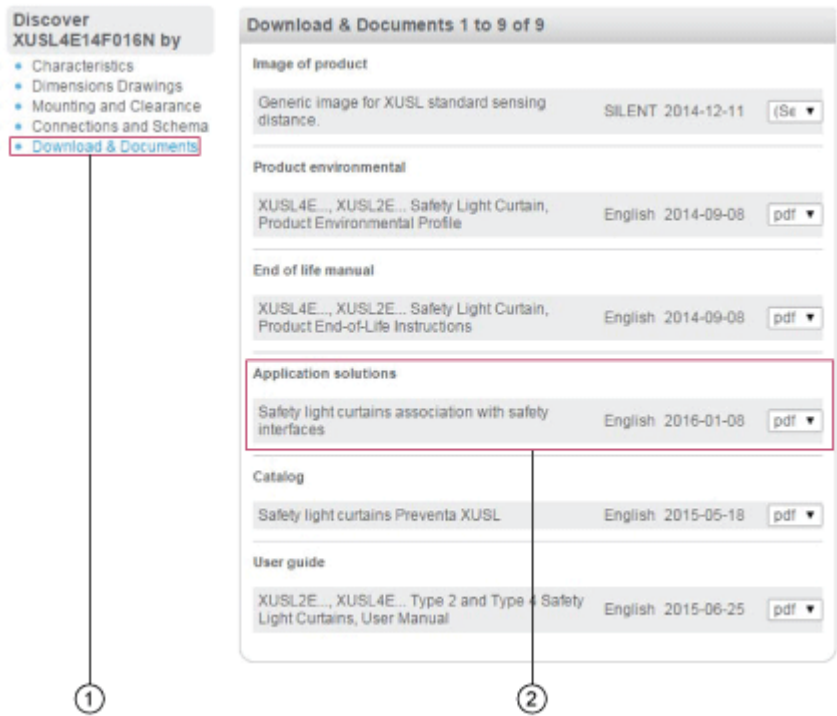 Discover
XUSL4E14F016N by
Characteristics
Dimensions Drawings
Mounting and Clearance
Connections and Schema
Download & Documents
Download & Documents 1 to 9 of 9
Image of product
Generic image for XUSL standard sensing
distance.
SILENT 2014-12-11 (Se
Product environmental
XUSL4E..., XUSL2E... Safety Light Curtain,
Product Environmental Profile
English 2014-09-08 pdf
End of life manual
XUSL4E..., XUSL2E... Safety Light Curtain,
Product End-of-Life Instructions
English 2014-09-08 pdf
Application solutions
Safety light curtains association with safety
interfaces
English 2016-01-08 pdf
Catalog
Safety light curtains Preventa XUSL English 2015-05-18 pdf
User guide
XUSL2E..., XUSL4E... Type 2 and Type 4 Safety
Light Curtains, User Manual
English 2015-06-25 pdf
1 2